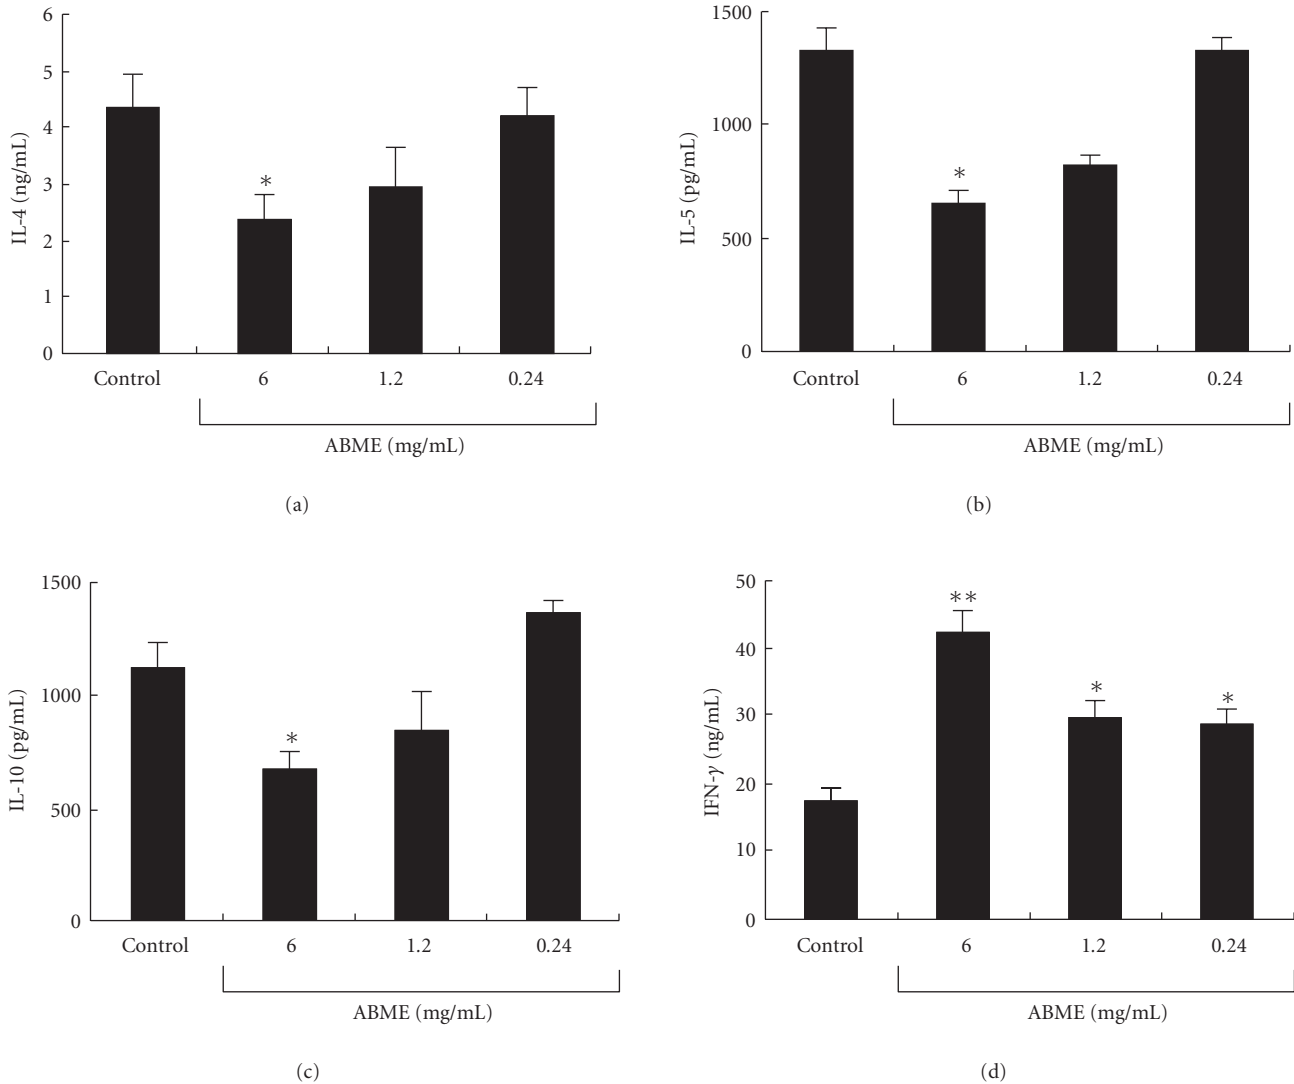 6
5
4
3
2
1
0
IL-4 (ng/mL)
*
Control 6 1.2 0.24
ABME (mg/mL)
(a)
1500
1000
500
0
IL-5 (pg/mL)
*
Control 6 1.2 0.24
ABME (mg/mL)
(b)
1500
1000
500
0
IL-10 (pg/mL)
*
Control 6 1.2 0.24
ABME (mg/mL)
(c)
50
40
30
20
10
0
IFN-γ (ng/mL)
** * *
Control 6 1.2 0.24
ABME (mg/mL)
(d)